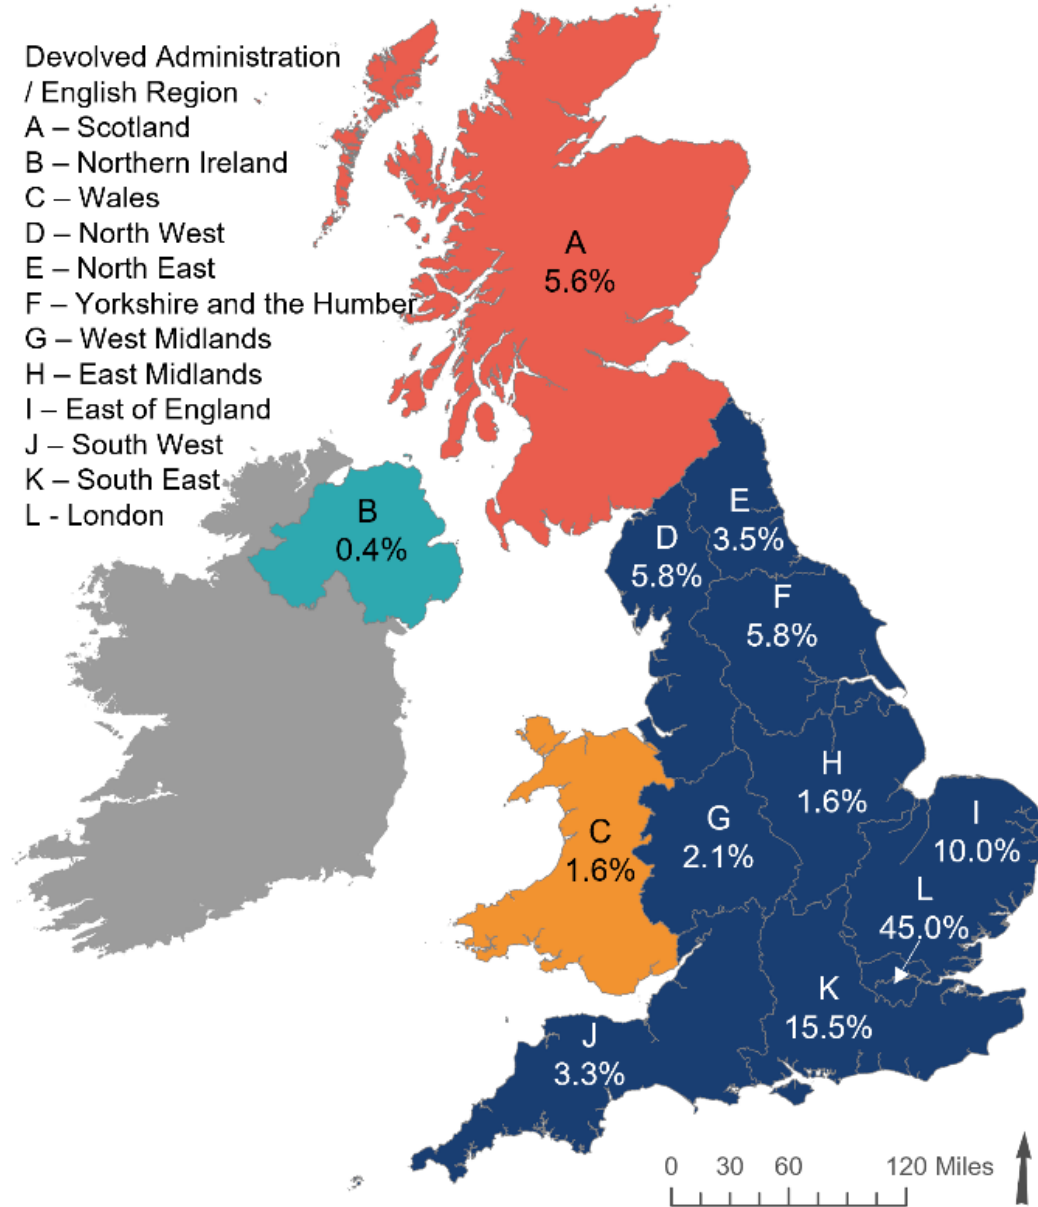 Devolved Administration
/ English Region
A – Scotland
B – Northern Ireland
C – Wales
D – North West
E – North East
F – Yorkshire and the Humber
G – West Midlands
H – East Midlands
I – East of England
J – South West
K – South East
L - London
A
5.6%
B
0.4%
E
3.5%
D
5.8%
F
5.8%
H
1.6%
I
10.0%
G
2.1%
C
1.6%
L
45.0%
K
15.5%
J
3.3%
0 30 60 120 Miles